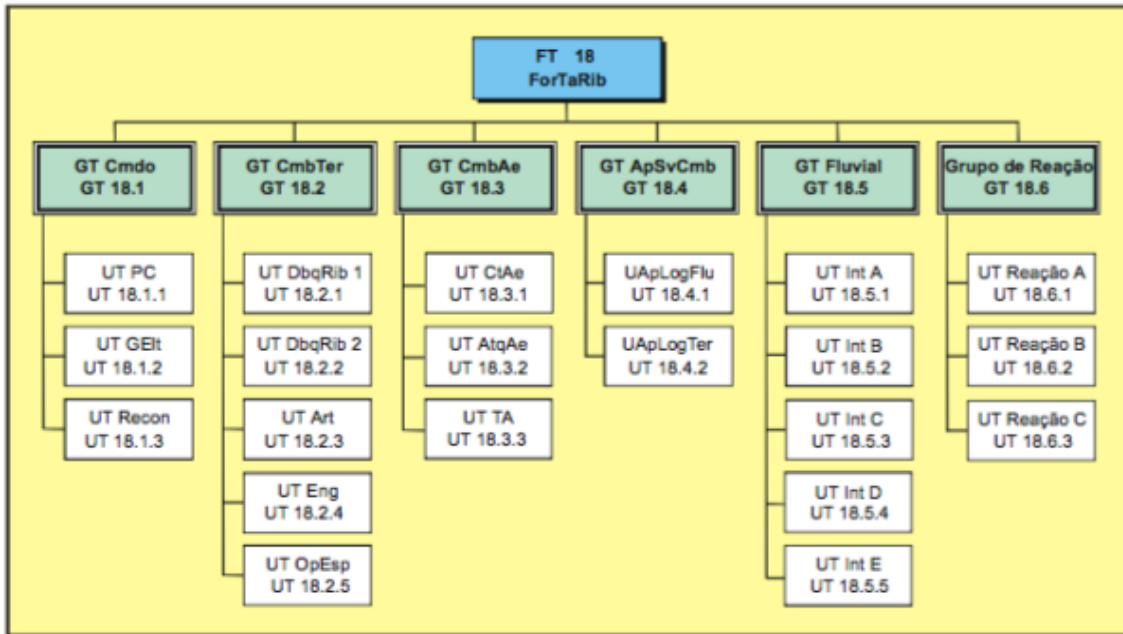 FT 18
ForTaRib
GT Cmdo
GT 18.1
GT CmbTer
GT 18.2
GT CmbAe
GT 18.3
GT ApSvCmb
GT 18.4
GT Fluvial
GT 18.5
Grupo de Reação
GT 18.6
UT PC
UT 18.1.1
UT GElt
UT 18.1.2
UT Recon
UT 18.1.3
UT DbqRib 1
UT 18.2.1
UT DbqRib 2
UT 18.2.2
UT Art
UT 18.2.3
UT Eng
UT 18.2.4
UT OpEsp
UT 18.2.5
UT CtAe
UT 18.3.1
UT AtqAe
UT 18.3.2
UT TA
UT 18.3.3
UApLogFlu
UT 18.4.1
UApLogTer
UT 18.4.2
UT Int A
UT 18.5.1
UT Int B
UT 18.5.2
UT Int C
UT 18.5.3
UT Int D
UT 18.5.4
UT Int E
UT 18.5.5
UT Reação A
UT 18.6.1
UT Reação B
UT 18.6.2
UT Reação C
UT 18.6.3